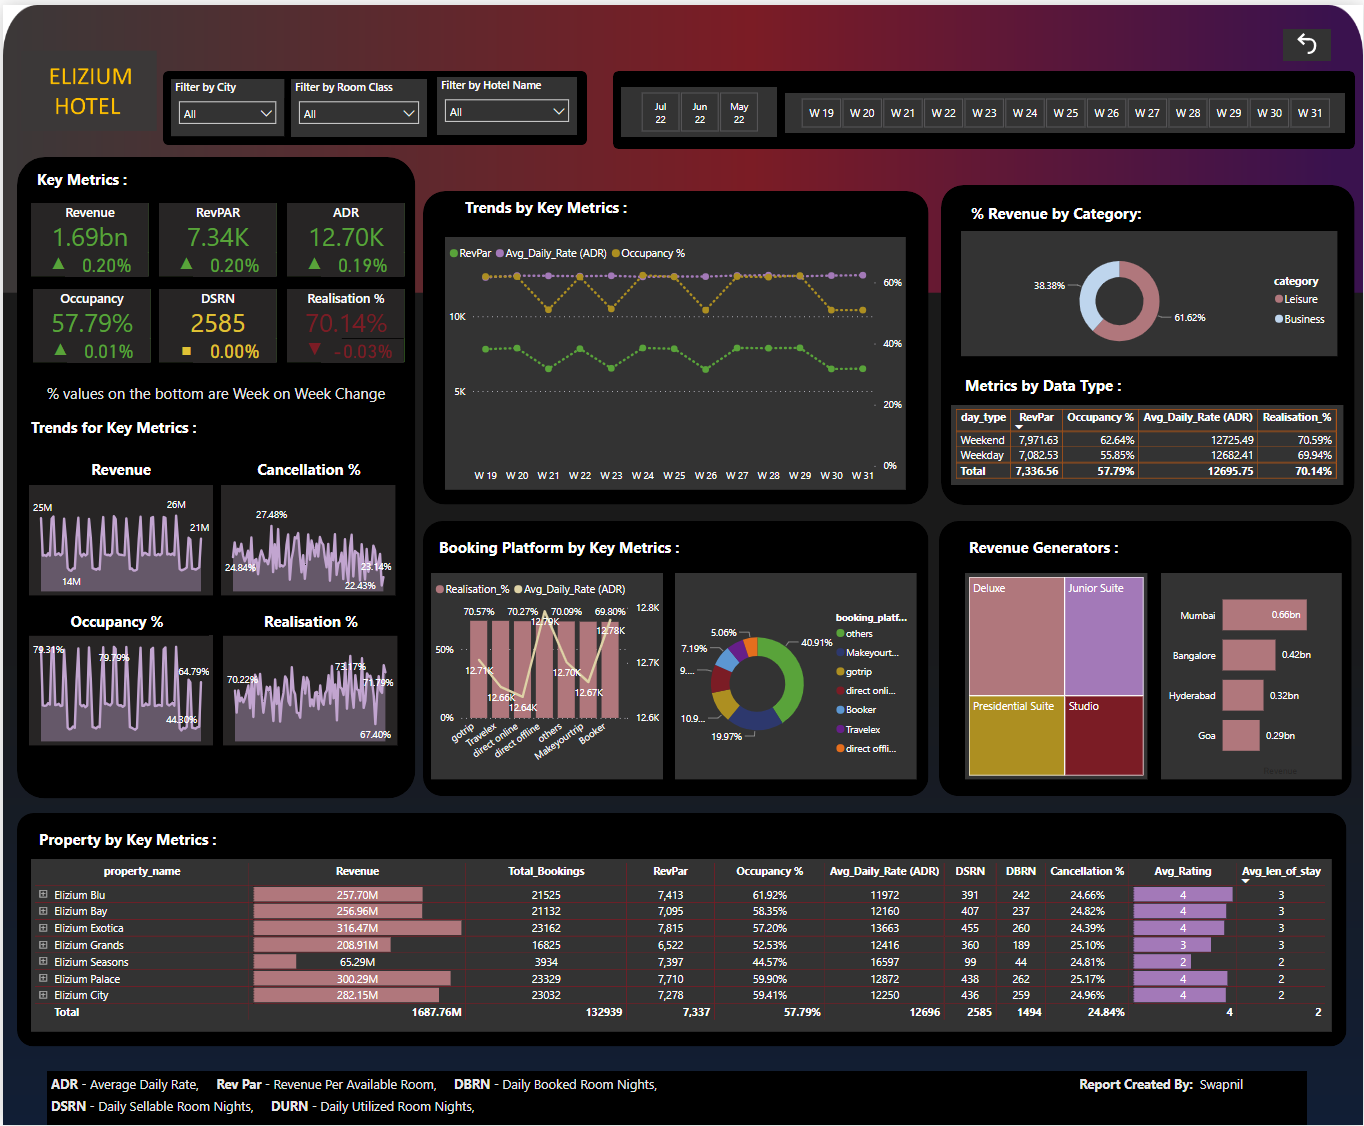 ELIZIUM
HOTEL
Filter by City
All
Filter by Room Class
All
Filter by Hotel Name
All
Jul 22
Jun 22
May 22
W 19 W 20 W 21 W 22 W 23 W 24 W 25 W 26 W 27 W 28 W 29 W 30 W 31
Key Metrics :
Revenue
1.69bn
▲ 0.20%
RevPAR
7.34K
▲ 0.20%
ADR
12.70K
▲ 0.19%
Occupancy
57.79%
▲ 0.01%
DSRN
2585
■ 0.00%
Realisation %
70.14%
▼ -0.03%
% values on the bottom are Week on Week Change
Trends for Key Metrics :
Revenue
25M
26M
21M
14M
Cancellation %
27.48%
24.84%
23.14%
22.43%
Occupancy %
79.31%
79.79%
64.79%
44.30%
Realisation %
73.17%
70.22%
71.79%
67.40%
Trends by Key Metrics :
RevPar Avg_Daily_Rate (ADR) Occupancy %
60%
10K
40%
5K
20%
0%
W 19 W 20 W 21 W 22 W 23 W 24 W 25 W 26 W 27 W 28 W 29 W 30 W 31
% Revenue by Category:
38.38%
61.62%
category
Leisure
Business
Metrics by Data Type :
day_type RevPar Occupancy % Avg_Daily_Rate (ADR) Realisation_%
Weekend 7,971.63 62.64% 12725.49 70.59%
Weekday 7,082.53 55.85% 12682.41 69.94%
Total 7,336.56 57.79% 12695.75 70.14%
Booking Platform by Key Metrics :
Realisation_% Avg_Daily_Rate (ADR)
70.57% 70.27% 70.09% 69.80%
12.8K
12.79K
12.78K
50%
12.71K
12.70K
12.7K
12.66K
12.67K
12.64K
0%
12.6K
gotrip
Travelex
direct online
direct offline
others
Makeyourtrip
Booker
5.06%
40.91%
7.19%
9....
10.9...
19.97%
booking_platf...
others
Makeyourt...
gotrip
direct onli...
Booker
Travelex
direct offli...
Revenue Generators :
Deluxe
Junior Suite
Presidential Suite
Studio
Mumbai 0.66bn
Bangalore 0.42bn
Hyderabad 0.32bn
Goa 0.29bn
Revenue
Property by Key Metrics :
property_name Revenue Total_Bookings RevPar Occupancy % Avg_Daily_Rate (ADR) DSRN DBRN Cancellation % Avg_Rating Avg_len_of_stay
Elizium Blu 257.70M 21525 7,413 61.92% 11972 391 242 24.66% 4 3
Elizium Bay 256.96M 21132 7,095 58.35% 12160 407 237 24.82% 4 3
Elizium Exotica 316.47M 23162 7,815 57.20% 13663 455 260 24.39% 4 3
Elizium Grands 208.91M 16825 6,522 52.53% 12416 360 189 25.10% 3 3
Elizium Seasons 65.29M 3934 7,397 44.57% 16597 99 44 24.81% 2 2
Elizium Palace 300.29M 23329 7,710 59.90% 12872 438 262 25.17% 4 2
Elizium City 282.15M 23032 7,278 59.41% 12250 436 259 24.96% 4 2
Total 1687.76M 132939 7,337 57.79% 12696 2585 1494 24.84% 4 2
ADR - Average Daily Rate, Rev Par - Revenue Per Available Room, DBRN - Daily Booked Room Nights,
DSRN - Daily Sellable Room Nights, DURN - Daily Utilized Room Nights,
Report Created By: Swapnil